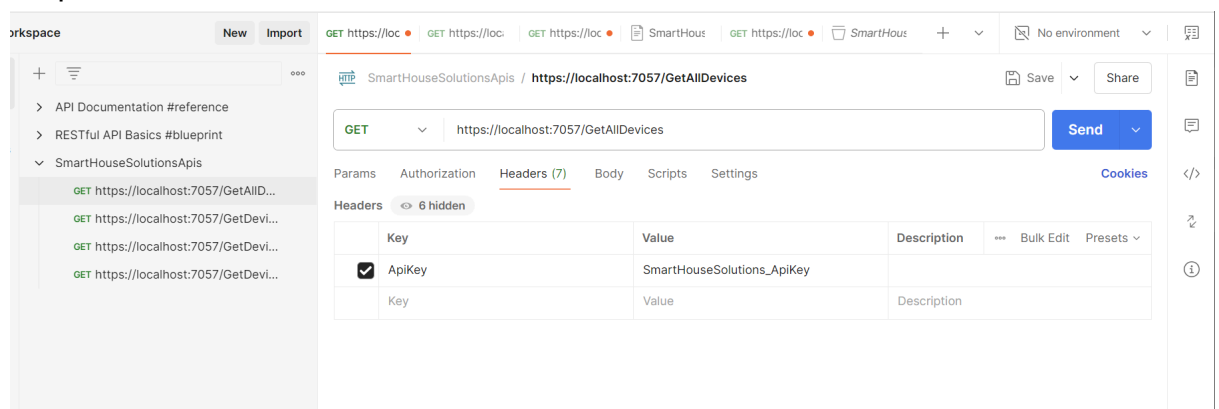 orkspace New Import
GET https://loc GET https://loc GET https://loc SmartHous GET https://loc SmartHous No environment
SmartHouseSolutionsApis / https://localhost:7057/GetAllDevices Save Share
API Documentation #reference
RESTful API Basics #blueprint
SmartHouseSolutionsApis
GET https://localhost:7057/GetAllD...
GET https://localhost:7057/GetDevi...
GET https://localhost:7057/GetDevi...
GET https://localhost:7057/GetDevi...
GET https://localhost:7057/GetAllDevices Send
Params Authorization Headers (7) Body Scripts Settings Cookies
Headers 6 hidden
Key Value Description Bulk Edit Presets
ApiKey SmartHouseSolutions_ApiKey
Key Value Description